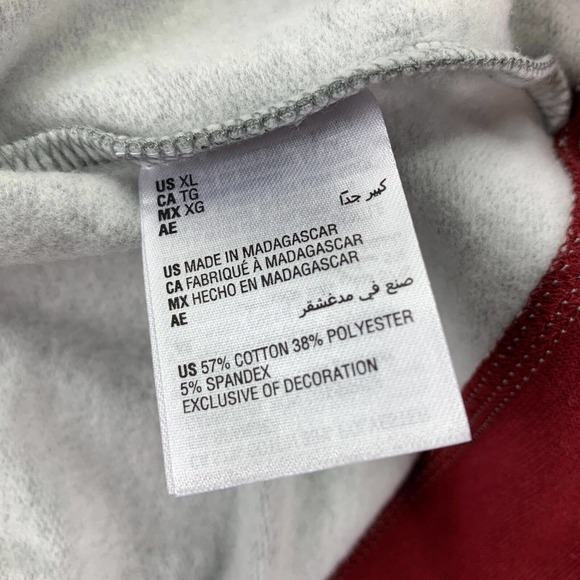 US XL
CA TG
MX XG
AE كبير جدًا
US MADE IN MADAGASCAR
CA FABRIQUÉ À MADAGASCAR
MX HECHO EN MADAGASCAR
AE صنع في مدغشقر
US 57% COTTON 38% POLYESTER
5% SPANDEX
EXCLUSIVE OF DECORATION